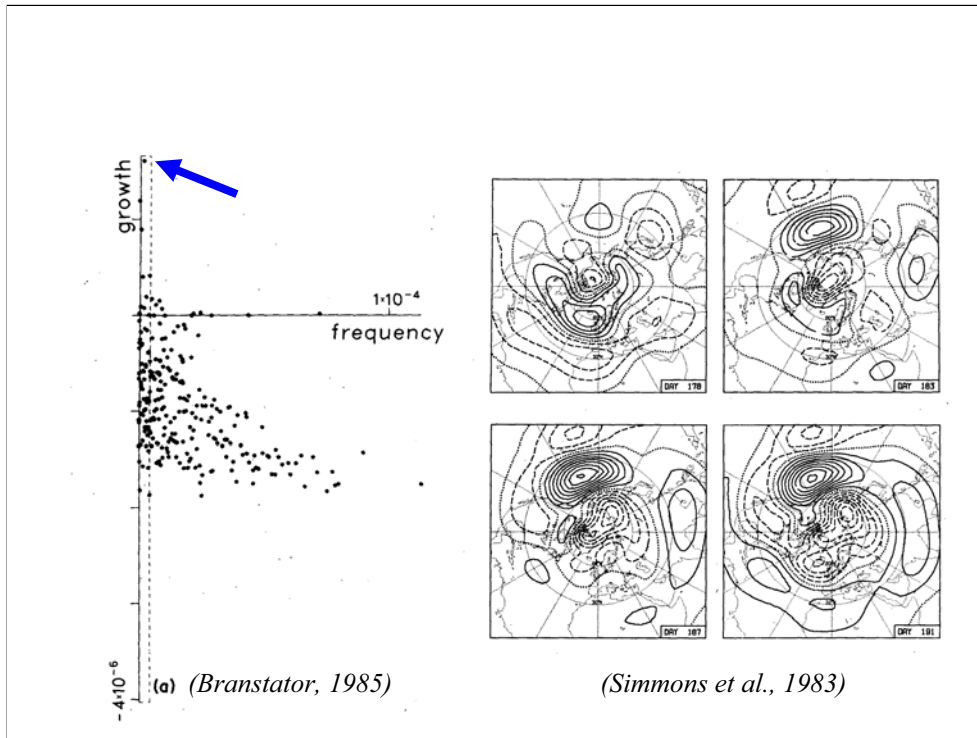 growth
1×10⁻⁴
frequency
-4×10⁻⁶
(a) (Branstator, 1985)
DAY 178
DAY 183
DAY 187
DAY 191
(Simmons et al., 1983)